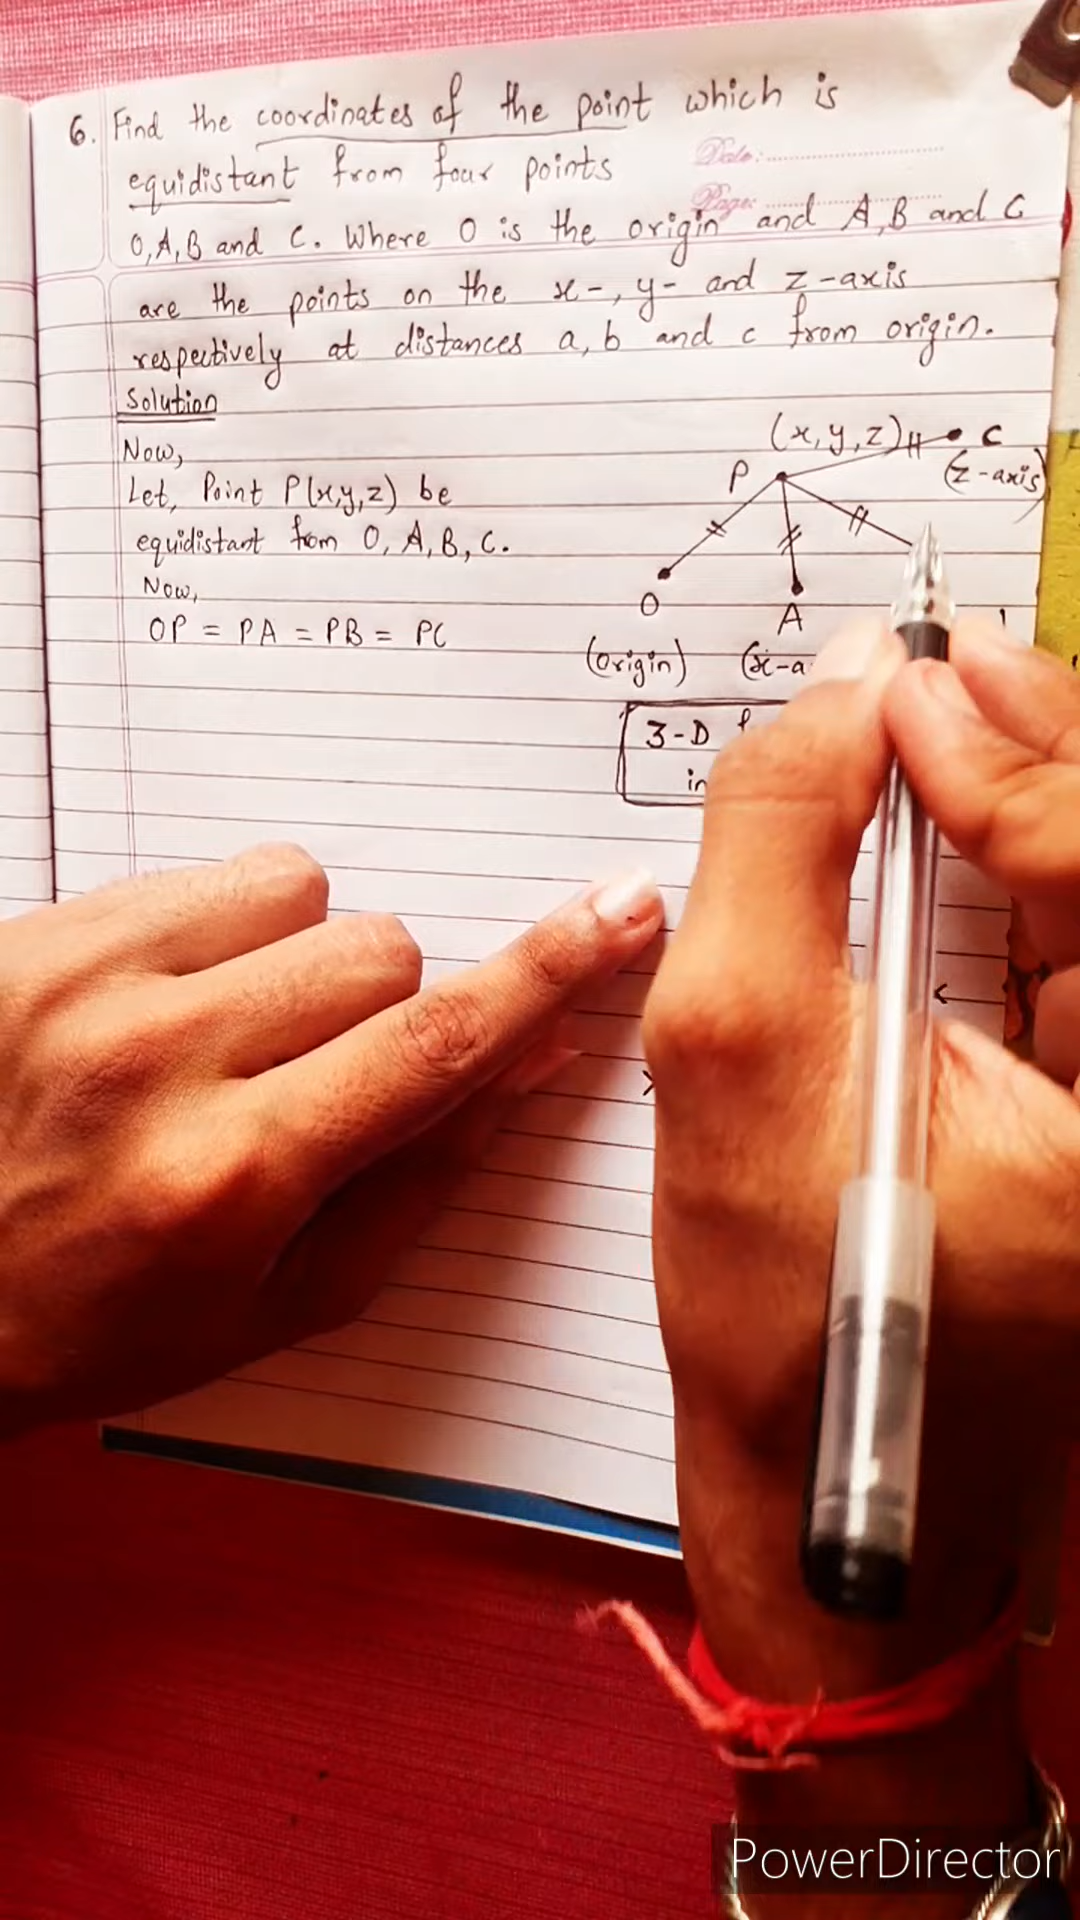 6. Find the coordinates of the point which is
equidistant from four points
Date:
Page:
O, A, B and C. Where O is the origin and A, B and C
are the points on the x-, y- and z-axis
respectively at distances a, b and c from origin.
Solution
Now,
Let, Point P(x,y,z) be
equidistant from O, A, B, C.
Now,
OP = PA = PB = PC
(x, y, z)
C
P
(z-axis)
O
A
(origin)
(x-a
3-D
in
PowerDirector